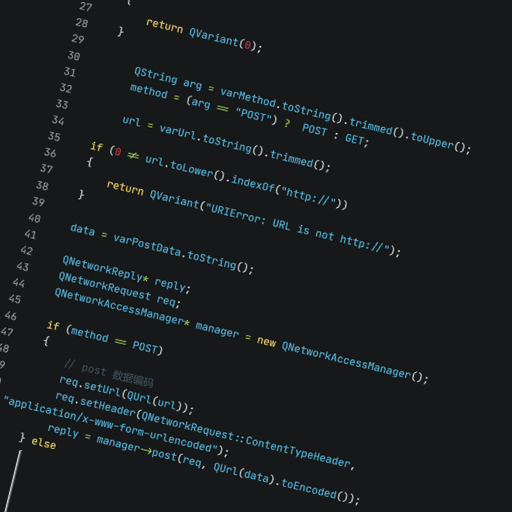 {
27 return QVariant(0);
28 }
29
30 QString arg = varMethod.toString().trimmed().toUpper();
31 method = (arg == "POST") ? POST : GET;
32
33 url = varUrl.toString().trimmed();
34
35 if (0 ≠ url.toLower().indexOf("http://"))
36 {
37 return QVariant("URIError: URL is not http://");
38 }
39
40 data = varPostData.toString();
41
42 QNetworkReply* reply;
43 QNetworkRequest req;
44 QNetworkAccessManager* manager = new QNetworkAccessManager();
45
46 if (method == POST)
47 {
48 // post 数据编码
9 req.setUrl(QUrl(url));
0 req.setHeader(QNetworkRequest::ContentTypeHeader,
"application/x-www-form-urlencoded");
reply = manager->post(req, QUrl(data).toEncoded());
} else